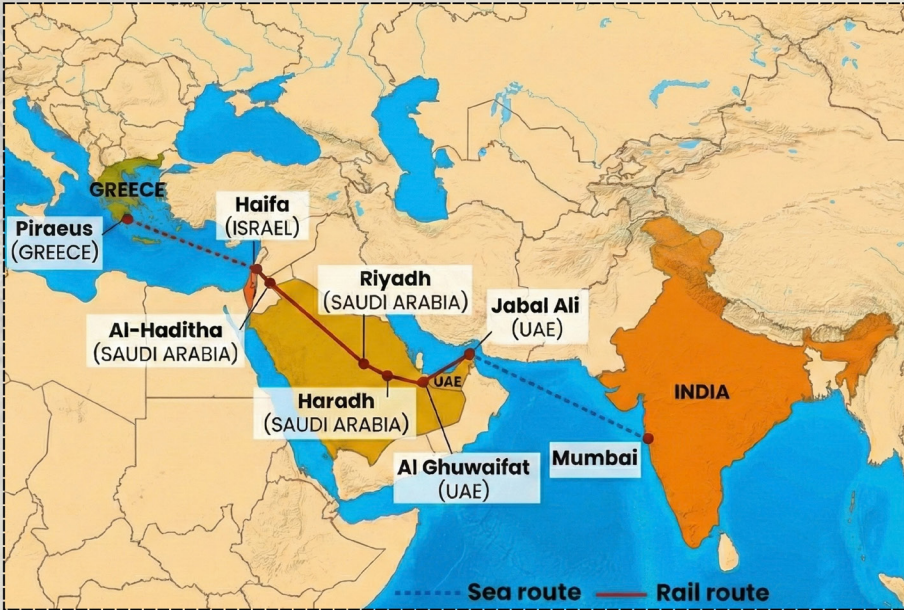 GREECE
Haifa
(ISRAEL)
Piraeus
(GREECE)
Riyadh
(SAUDI ARABIA)
Jabal Ali
(UAE)
Al-Haditha
(SAUDI ARABIA)
UAE
INDIA
Haradh
(SAUDI ARABIA)
Mumbai
Al Ghuwaifat
(UAE)
Sea route
Rail route